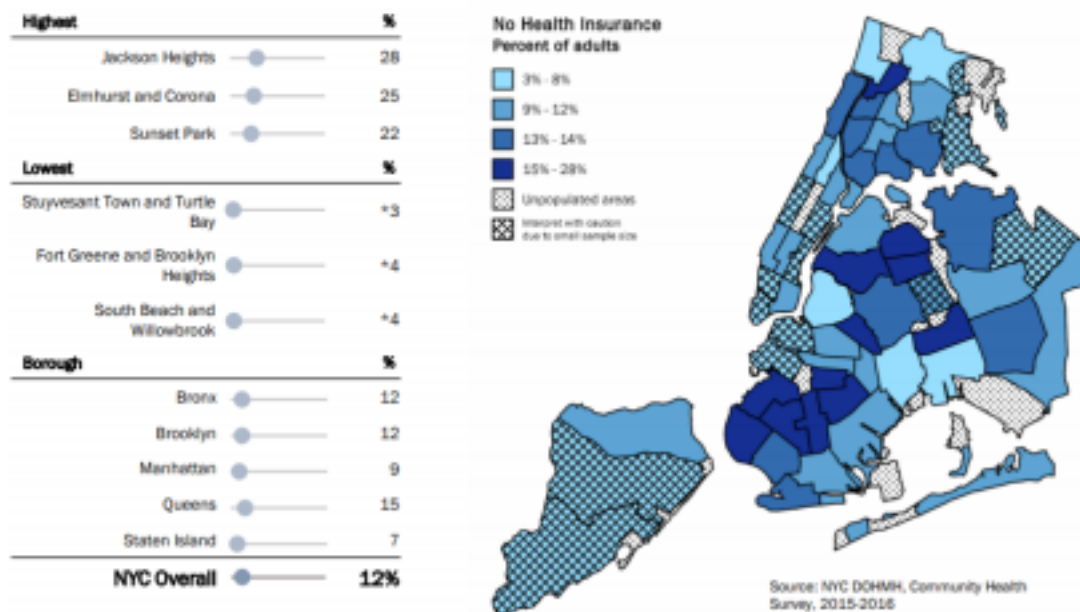 Highest %
Jackson Heights 28
Elmhurst and Corona 25
Sunset Park 22
Lowest %
Stuyvesant Town and Turtle
Bay *3
Fort Greene and Brooklyn
Heights *4
South Beach and
Willowbrook *4
Borough %
Bronx 12
Brooklyn 12
Manhattan 9
Queens 15
Staten Island 7
NYC Overall 12%
No Health Insurance
Percent of adults
3% - 8%
9% - 12%
13% - 14%
15% - 28%
Unpopulated areas
Interpret with caution
due to small sample size
Source: NYC DOHMH, Community Health
Survey, 2015-2016